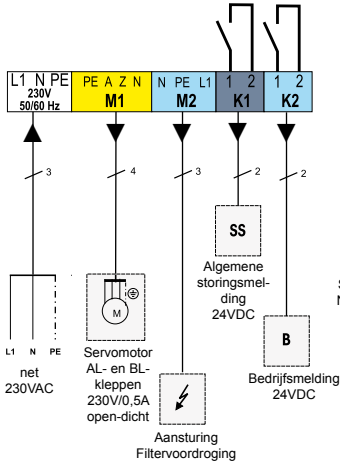 L1 N PE
230V
50/60 Hz
PE A Z N
M1
N PE L1
M2
1 2
K1
1 2
K2
3
4
3
2
2
SS
Algemene
storingsmel-
ding
24VDC
M
L1 N PE
net
230VAC
Servomotor
AL- en BL-
kleppen
230V/0,5A
open-dicht
B
Bedrijfsmelding
24VDC
Aansturing
Filtervoordroging